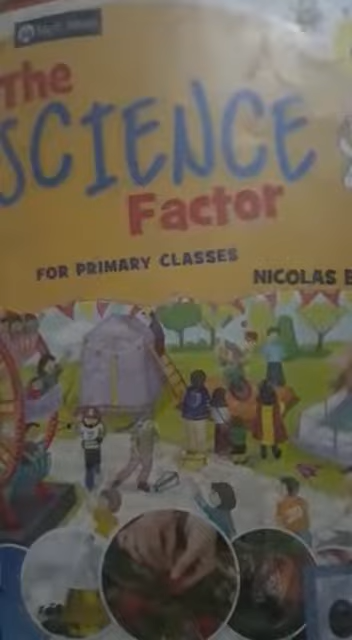 The
SCIENCE
Factor
FOR PRIMARY CLASSES
NICOLAS